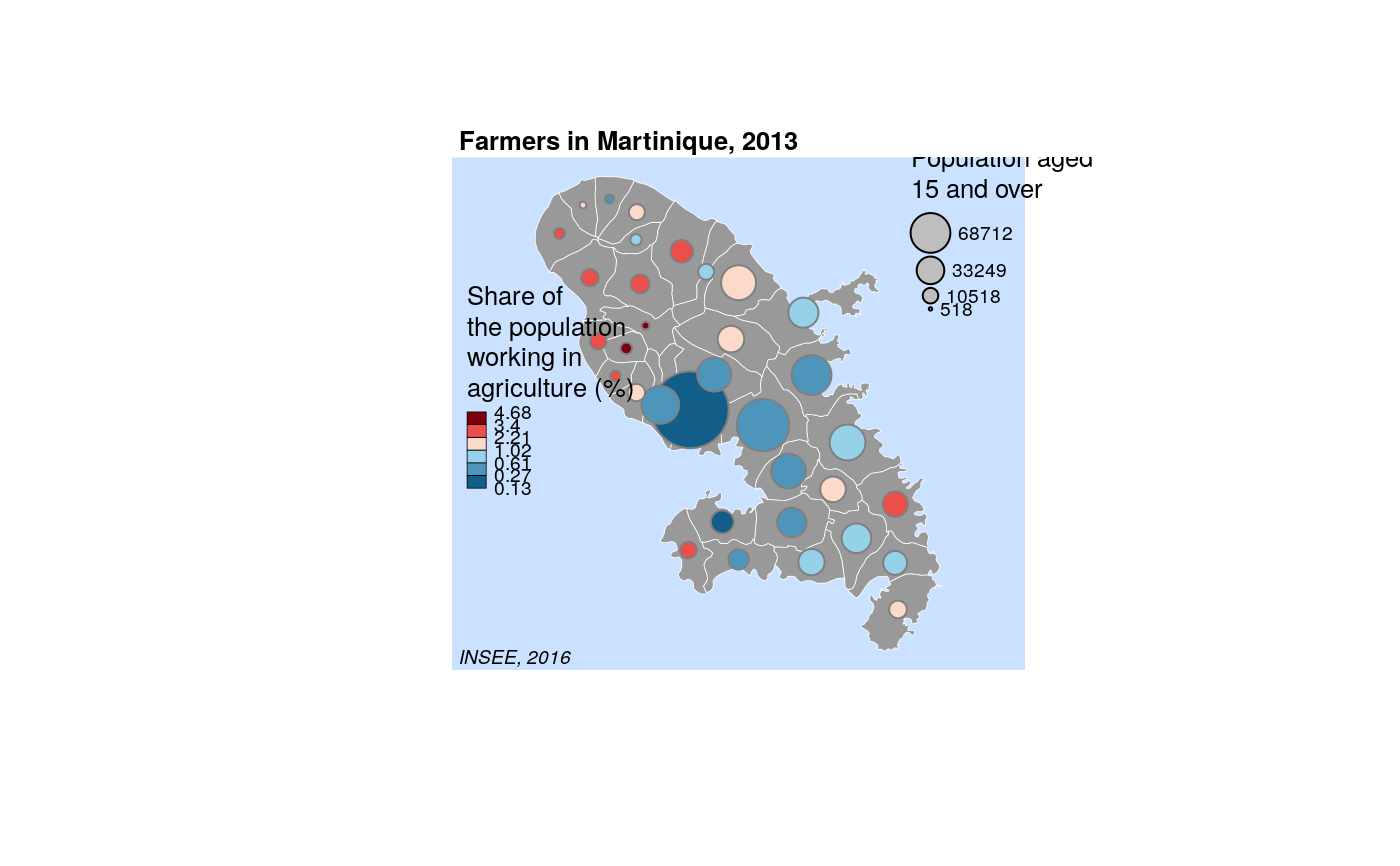 Farmers in Martinique, 2013
Population aged
15 and over
68712
33249
10518
518
Share of
the population
working in
agriculture (%)
4.68
3.4
2.21
1.02
0.61
0.27
0.13
INSEE, 2016